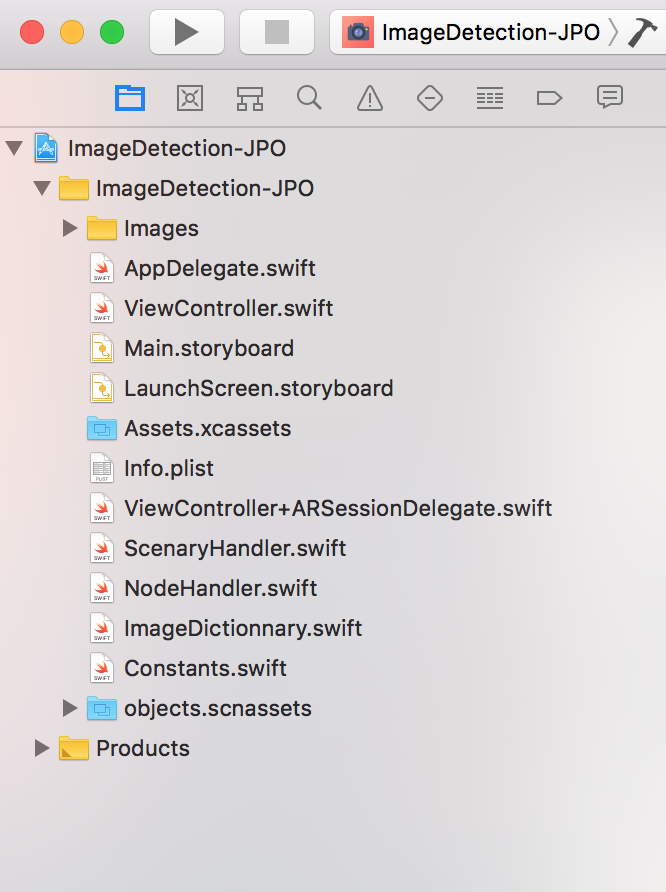 ImageDetection-JPO
ImageDetection-JPO
ImageDetection-JPO
Images
SWIFT AppDelegate.swift
SWIFT ViewController.swift
Main.storyboard
LaunchScreen.storyboard
Assets.xcassets
PLIST Info.plist
SWIFT ViewController+ARSessionDelegate.swift
SWIFT ScenaryHandler.swift
SWIFT NodeHandler.swift
SWIFT ImageDictionnary.swift
SWIFT Constants.swift
objects.scnassets
Products